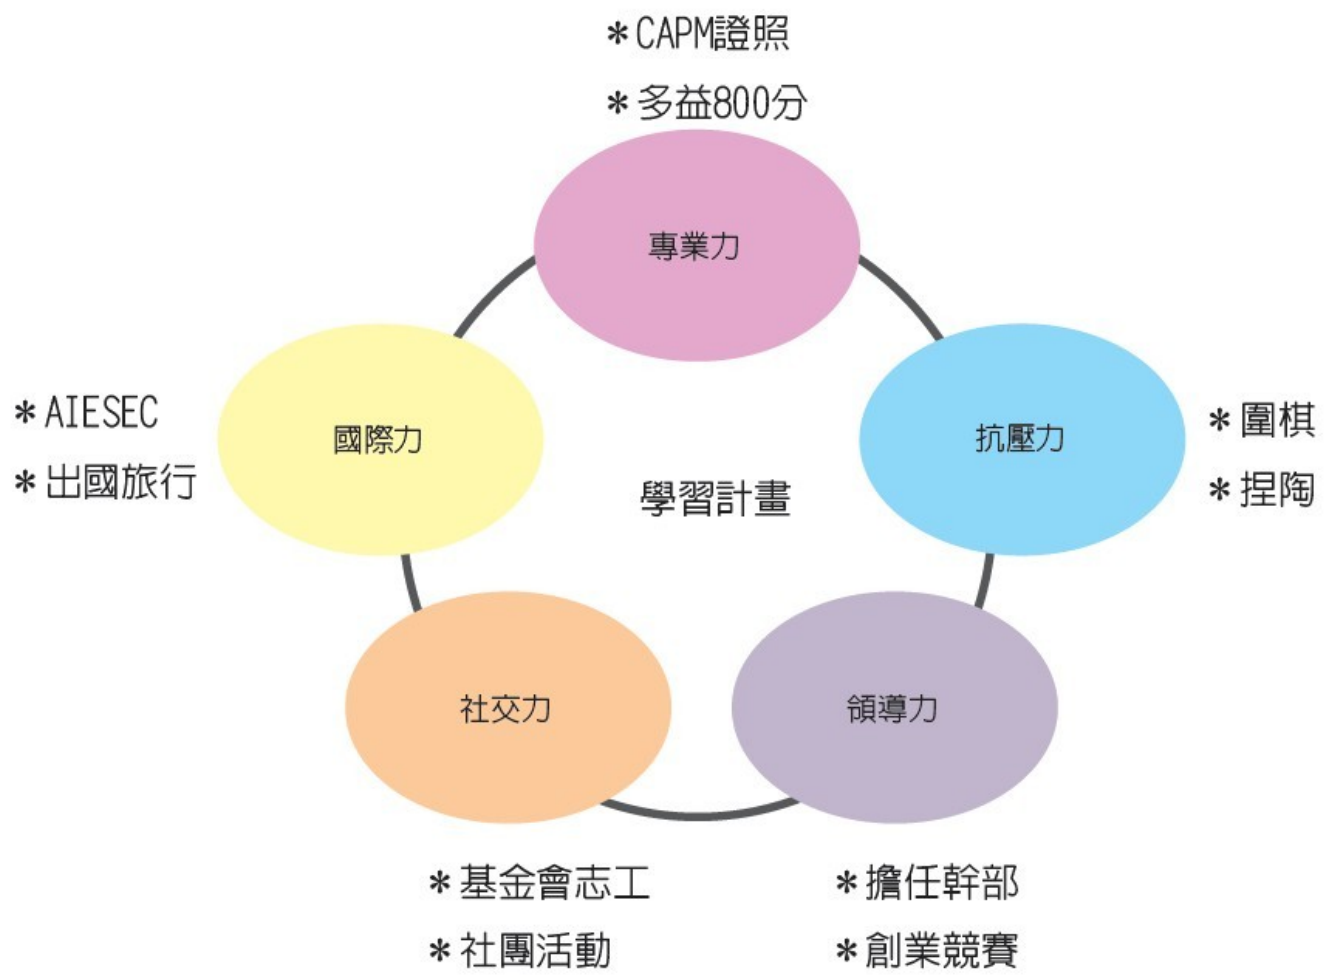 ＊CAPM證照
＊多益800分
專業力
國際力
＊AIESEC
＊出國旅行
抗壓力
＊圍棋
＊捏陶
學習計畫
社交力
領導力
＊基金會志工
＊社團活動
＊擔任幹部
＊創業競賽